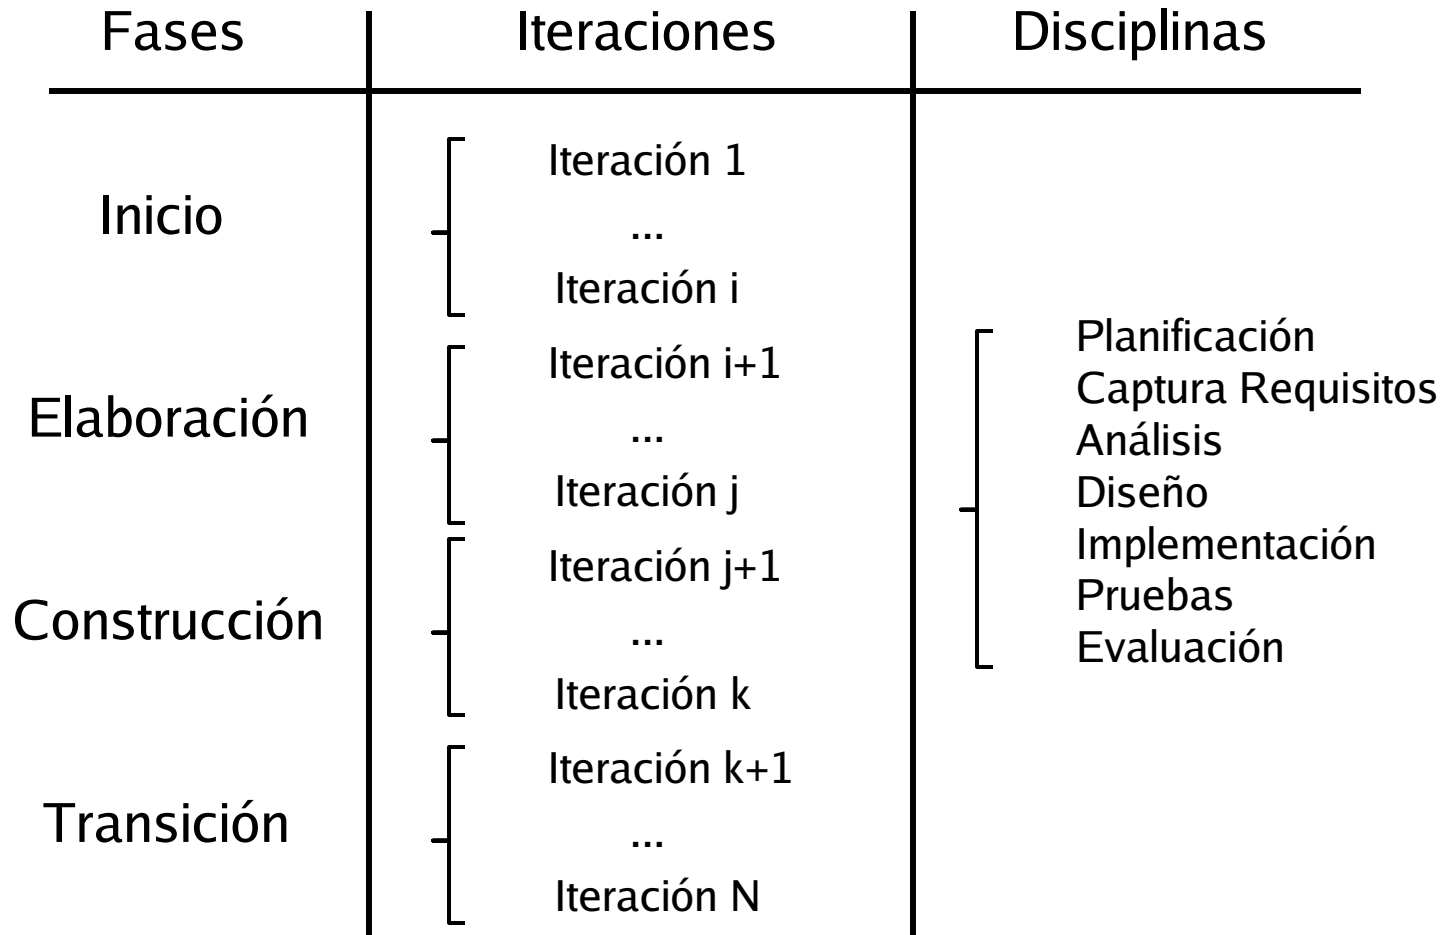 Fases Iteraciones Disciplinas
Inicio
Iteración 1
...
Iteración i
Elaboración
Iteración i+1
...
Iteración j
Construcción
Iteración j+1
...
Iteración k
Transición
Iteración k+1
...
Iteración N
Planificación
Captura Requisitos
Análisis
Diseño
Implementación
Pruebas
Evaluación